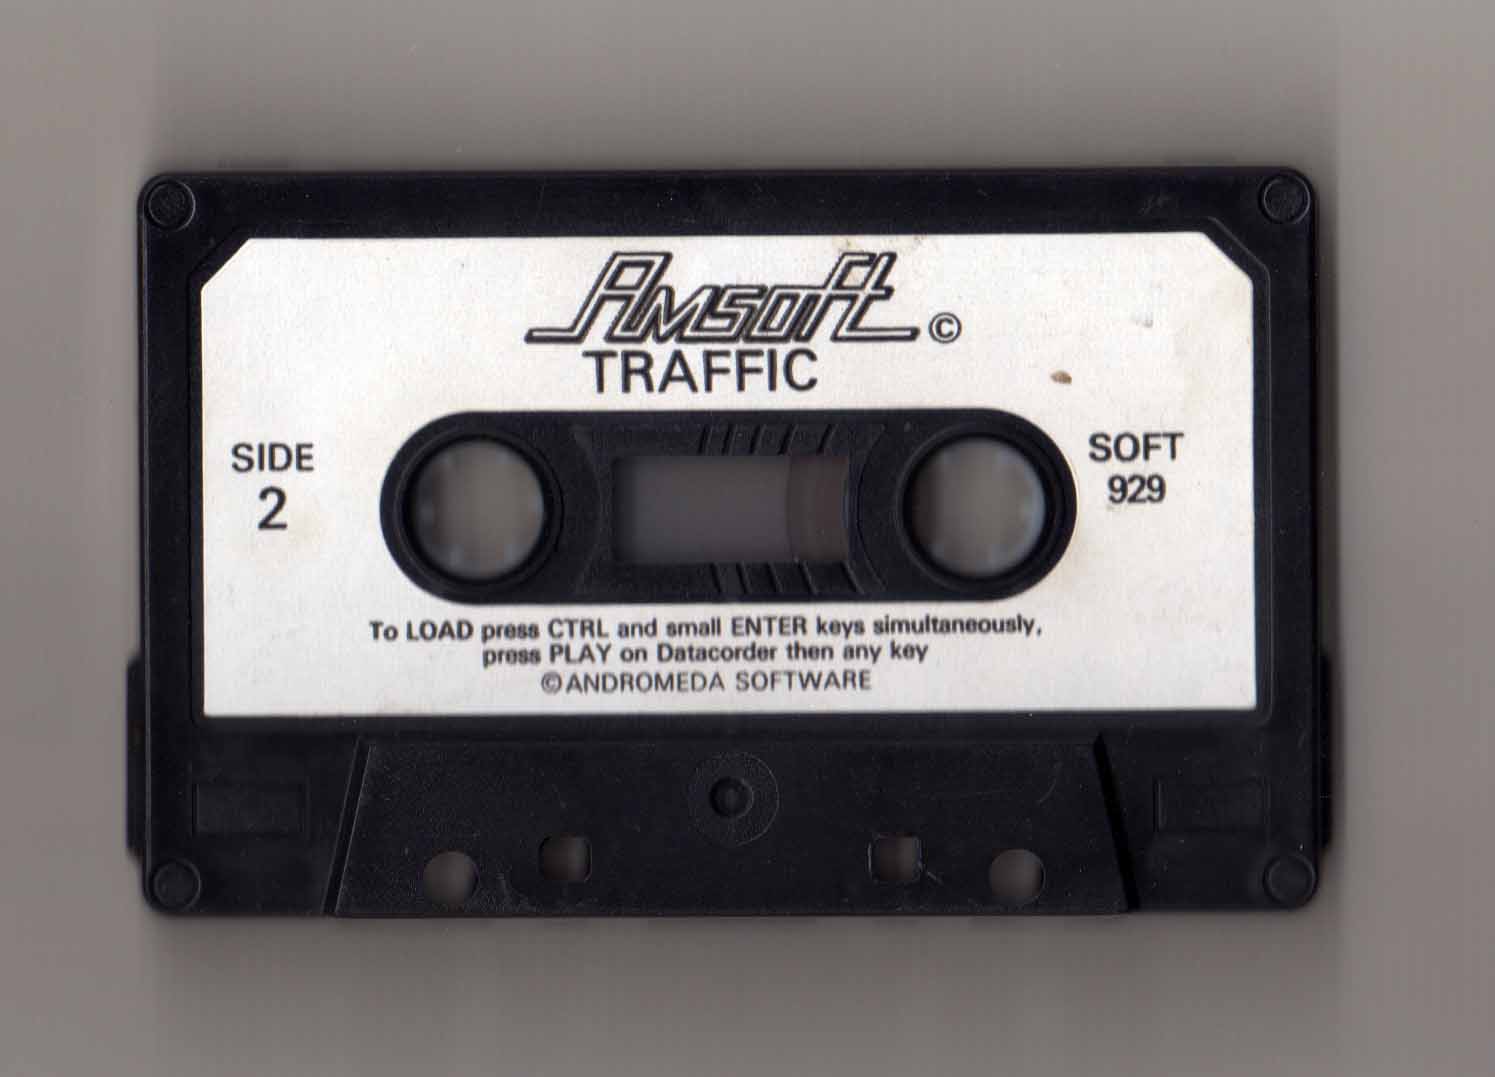 Amsoft ©
TRAFFIC
SIDE
2
SOFT
929
To LOAD press CTRL and small ENTER keys simultaneously,
press PLAY on Datacorder then any key
©ANDROMEDA SOFTWARE